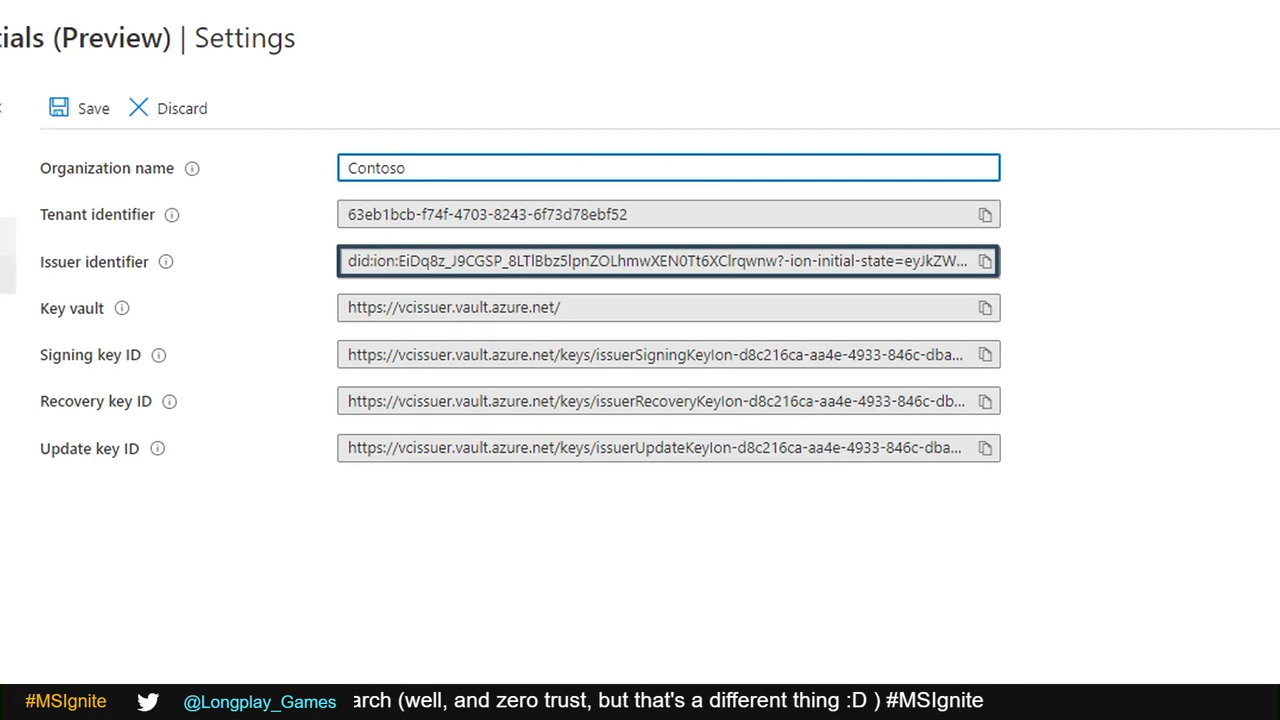 tials (Preview) | Settings
Save Discard
Organization name Contoso
Tenant identifier 63eb1bcb-f74f-4703-8243-6f73d78ebf52
Issuer identifier did:ion:EiDq8z_J9CGSP_8LTlBbz5lpnZOLhmwXEN0Tt6XClrqwnw?-ion-initial-state=eyJkZW...
Key vault https://vcissuer.vault.azure.net/
Signing key ID https://vcissuer.vault.azure.net/keys/issuerSigningKeyIon-d8c216ca-aa4e-4933-846c-dba...
Recovery key ID https://vcissuer.vault.azure.net/keys/issuerRecoveryKeyIon-d8c216ca-aa4e-4933-846c-db...
Update key ID https://vcissuer.vault.azure.net/keys/issuerUpdateKeyIon-d8c216ca-aa4e-4933-846c-dba...
#MSIgnite @Longplay_Games arch (well, and zero trust, but that's a different thing :D ) #MSIgnite